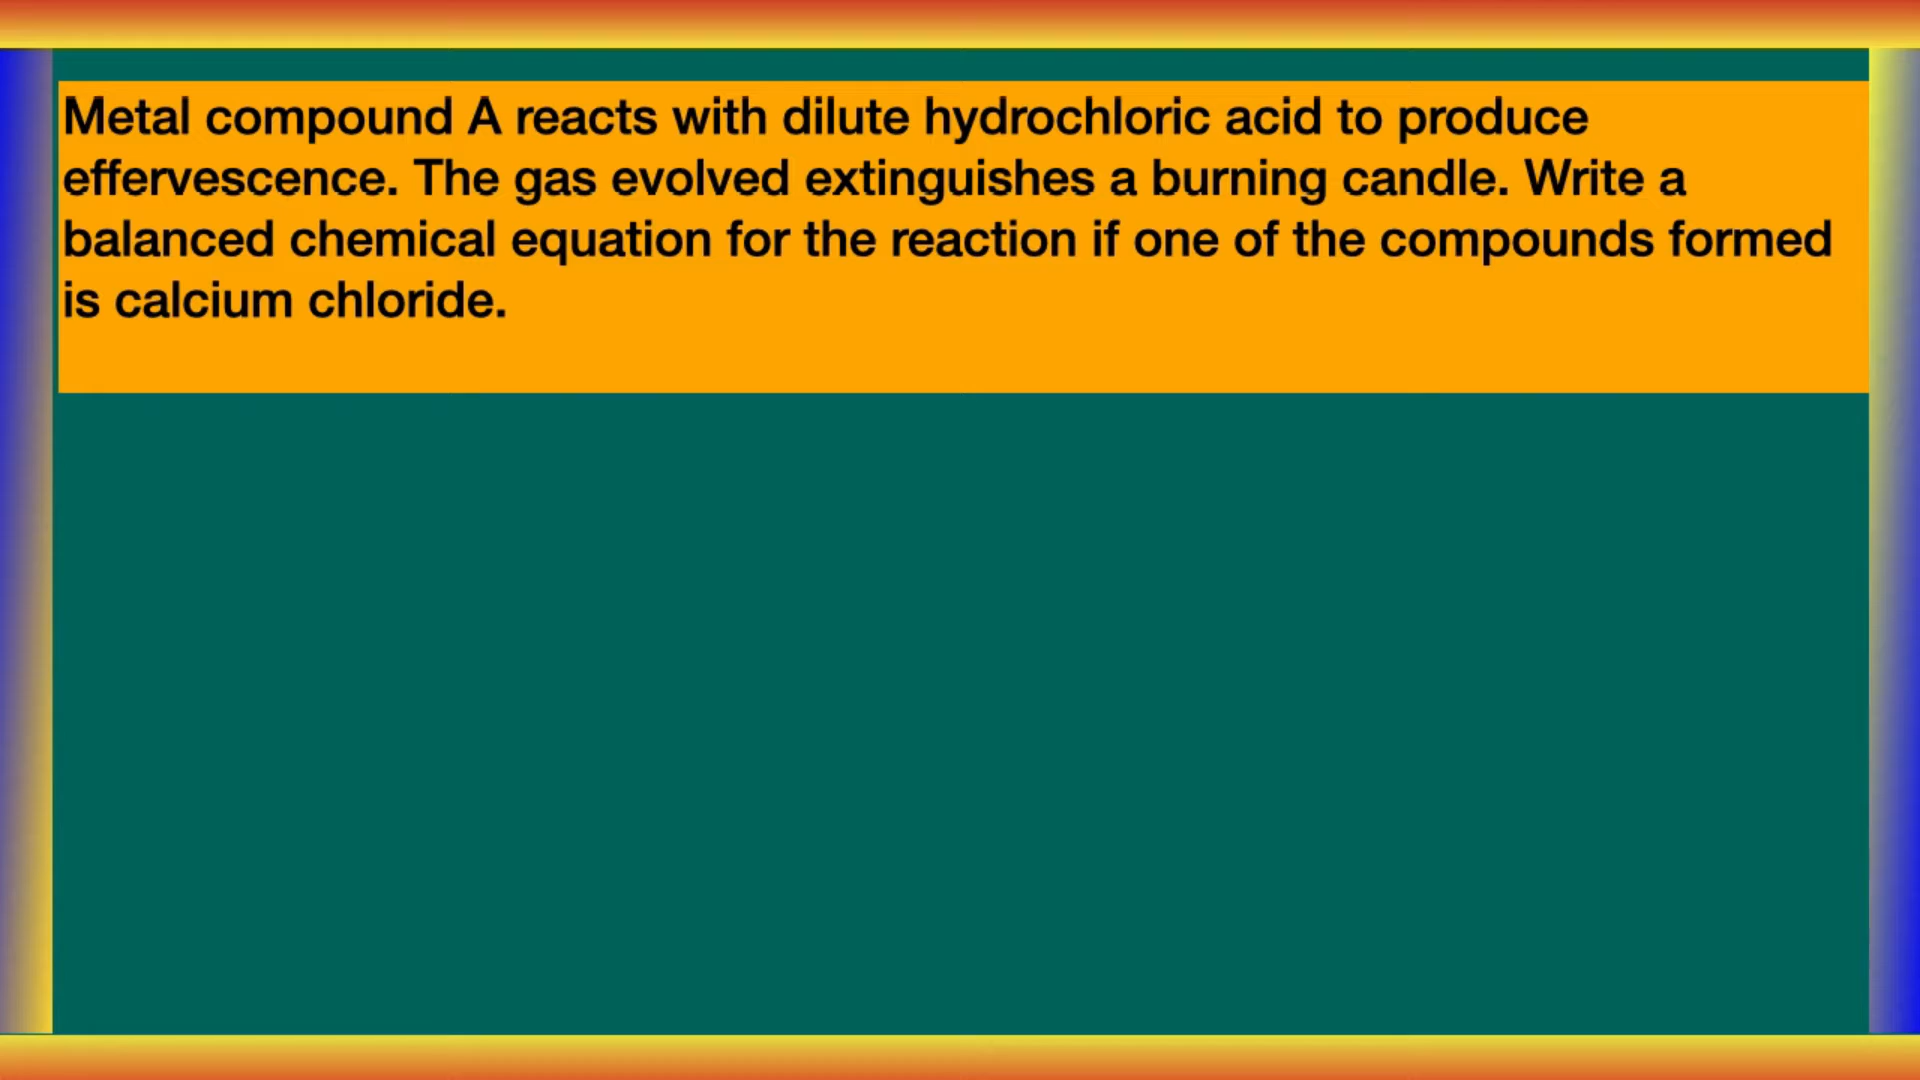 Metal compound A reacts with dilute hydrochloric acid to produce
effervescence. The gas evolved extinguishes a burning candle. Write a
balanced chemical equation for the reaction if one of the compounds formed
is calcium chloride.